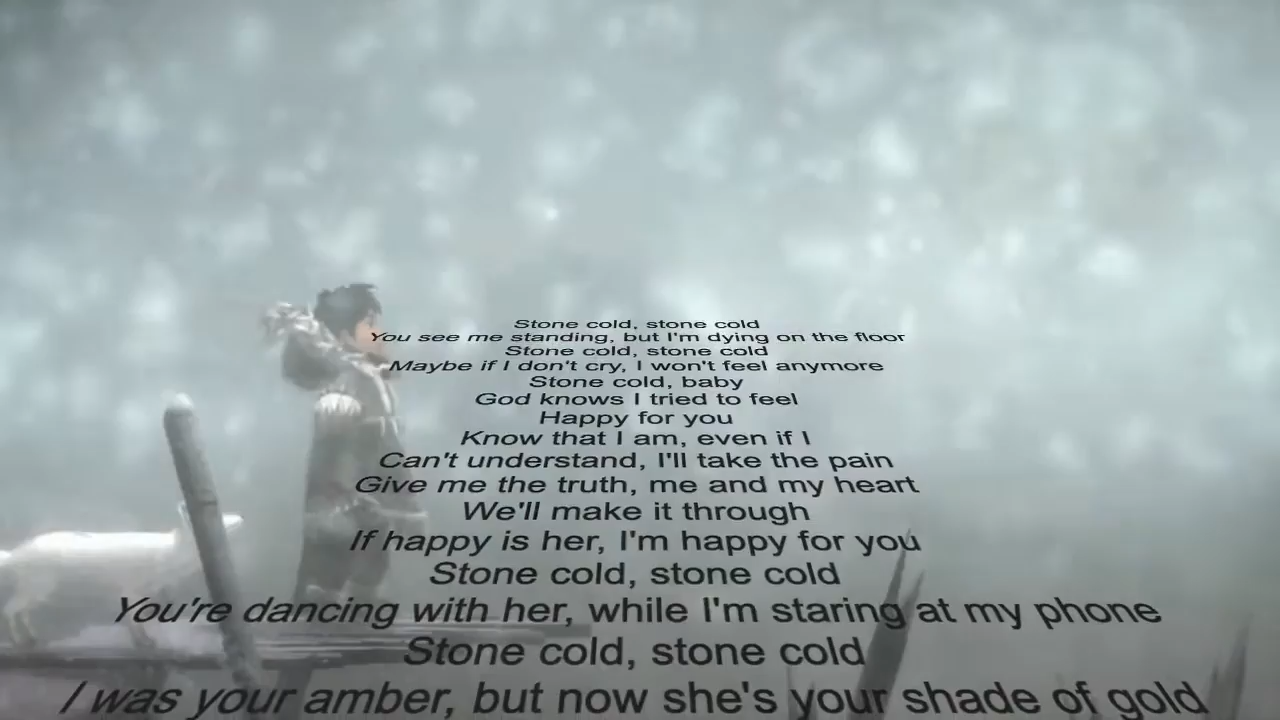 Stone cold, stone cold
You see me standing, but I'm dying on the floor
Stone cold, stone cold
Maybe if I don't cry, I won't feel anymore
Stone cold, baby
God knows I tried to feel
Happy for you
Know that I am, even if I
Can't understand, I'll take the pain
Give me the truth, me and my heart
We'll make it through
If happy is her, I'm happy for you
Stone cold, stone cold
You're dancing with her, while I'm staring at my phone
Stone cold, stone cold
I was your amber, but now she's your shade of gold